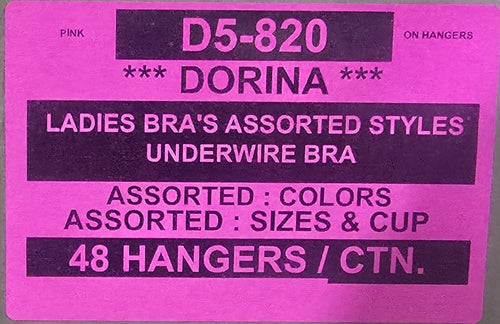 PINK D5-820 ON HANGERS
*** DORINA ***
LADIES BRA'S ASSORTED STYLES
UNDERWIRE BRA
ASSORTED : COLORS
ASSORTED : SIZES & CUP
48 HANGERS / CTN.